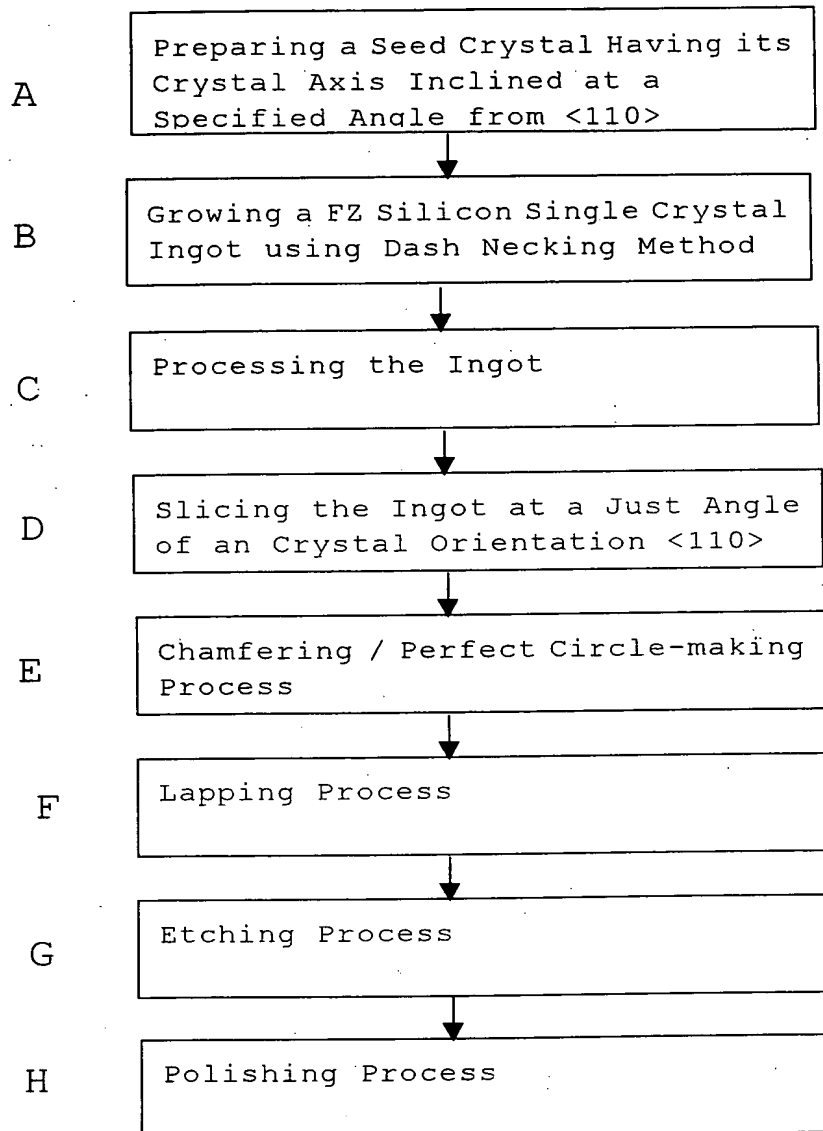 A
Preparing a Seed Crystal Having its
Crystal Axis Inclined at a
Specified Angle from <110>
B
Growing a FZ Silicon Single Crystal
Ingot using Dash Necking Method
C
Processing the Ingot
D
Slicing the Ingot at a Just Angle
of an Crystal Orientation <110>
E
Chamfering / Perfect Circle-making
Process
F
Lapping Process
G
Etching Process
H
Polishing Process